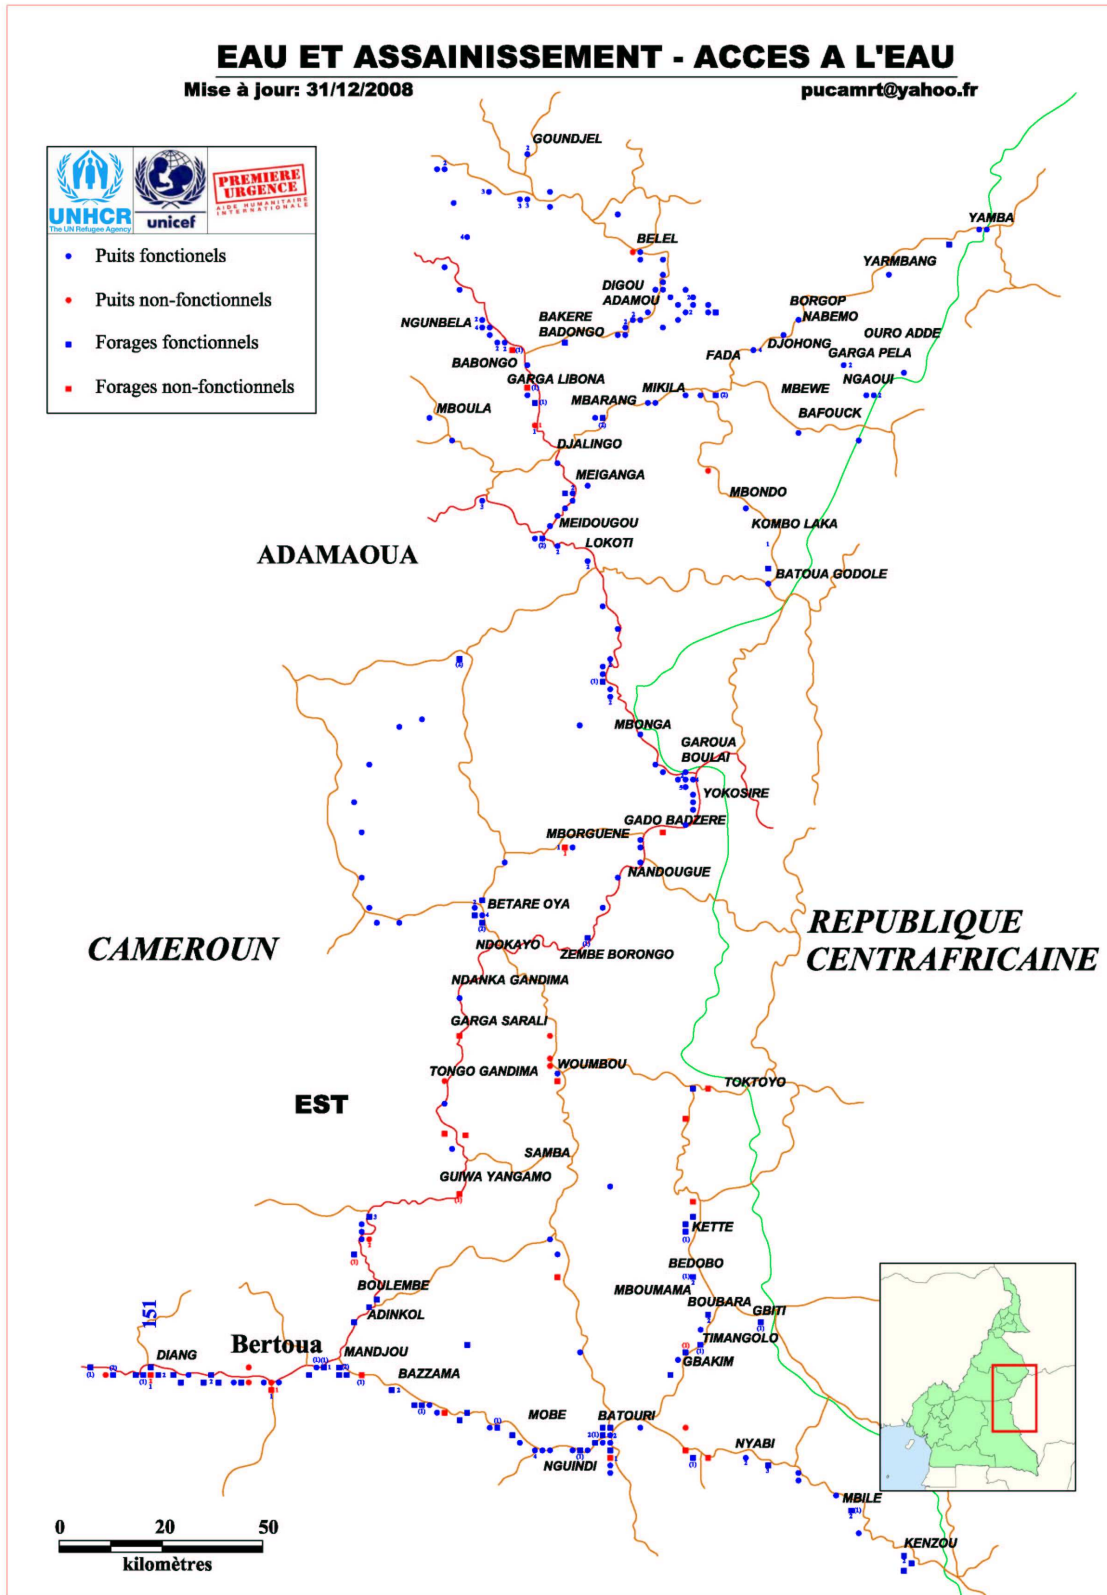 EAU ET ASSAINISSEMENT - ACCES A L'EAU
Mise à jour: 31/12/2008
pucamrt@yahoo.fr
UNHCR
The UN Refugee Agency
unicef
PREMIERE
URGENCE
AIDE HUMANITAIRE
INTERNATIONALE
Puits fonctionels
Puits non-fonctionnels
Forages fonctionnels
Forages non-fonctionnels
GOUNDJEL
BELEL
YAMBA
YARMBANG
DIGOU
ADAMOU
BORGOP
NABEMO
NGUNBELA
BAKERE
BADONGO
OURO ADDE
DJOHONG
FADA
GARGA PELA
BABONGO
GARGA LIBONA
MIKILA
MBEWE
NGAOUI
MBOULA
MBARANG
BAFOUCK
DJALINGO
MEIGANGA
MBONDO
MEIDOUGOU
KOMBO LAKA
LOKOTI
ADAMAOUA
BATOUA GODOLE
MBONGA
GAROUA
BOULAI
YOKOSIRE
GADO BADZERE
MBORGUENE
NANDOUGUE
BETARE OYA
REPUBLIQUE
CENTRAFRICAINE
CAMEROUN
NDOKAYO
ZEMBE BORONGO
NDANKA GANDIMA
GARGA SARALI
WOUMBOU
TONGO GANDIMA
TOKTOYO
EST
SAMBA
GUIWA YANGAMO
KETTE
BEDOBO
MBOUMAMA
BOULEMBE
BOUBARA
GBITI
151
ADINKOL
TIMANGOLO
Bertoua
DIANG
MANDJOU
GBAKIM
BAZZAMA
MOBE
BATOURI
NYABI
NGUINDI
MBILE
KENZOU
0 20 50
kilomètres